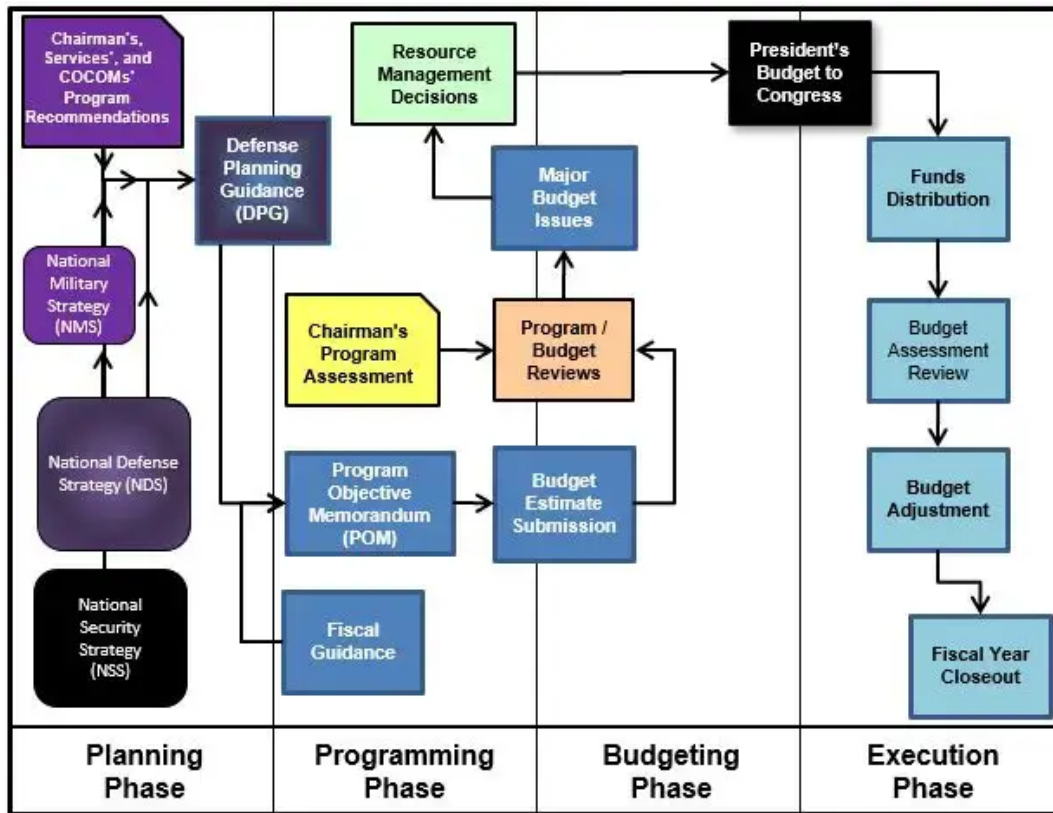 Chairman's,
Services', and
COCOMs'
Program
Recommendations
Defense
Planning
Guidance
(DPG)
National
Military
Strategy
(NMS)
National Defense
Strategy (NDS)
National
Security
Strategy
(NSS)
Resource
Management
Decisions
Major
Budget
Issues
Chairman's
Program
Assessment
Program /
Budget
Reviews
Program
Objective
Memorandum
(POM)
Budget
Estimate
Submission
Fiscal
Guidance
President's
Budget to
Congress
Funds
Distribution
Budget
Assessment
Review
Budget
Adjustment
Fiscal Year
Closeout
Planning
Phase
Programming
Phase
Budgeting
Phase
Execution
Phase